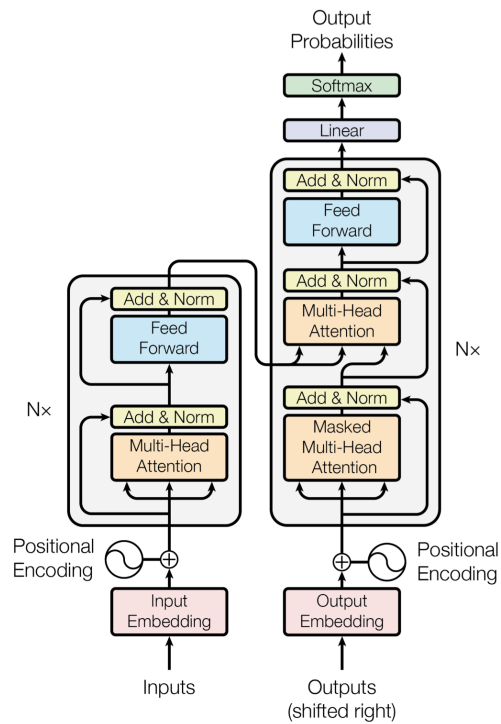 Output
Probabilities
Softmax
Linear
Add & Norm
Feed
Forward
Add & Norm
Multi-Head
Attention
N×
Add & Norm
Masked
Multi-Head
Attention
Add & Norm
Feed
Forward
N×
Add & Norm
Multi-Head
Attention
Positional
Encoding
Positional
Encoding
Input
Embedding
Output
Embedding
Inputs
Outputs
(shifted right)